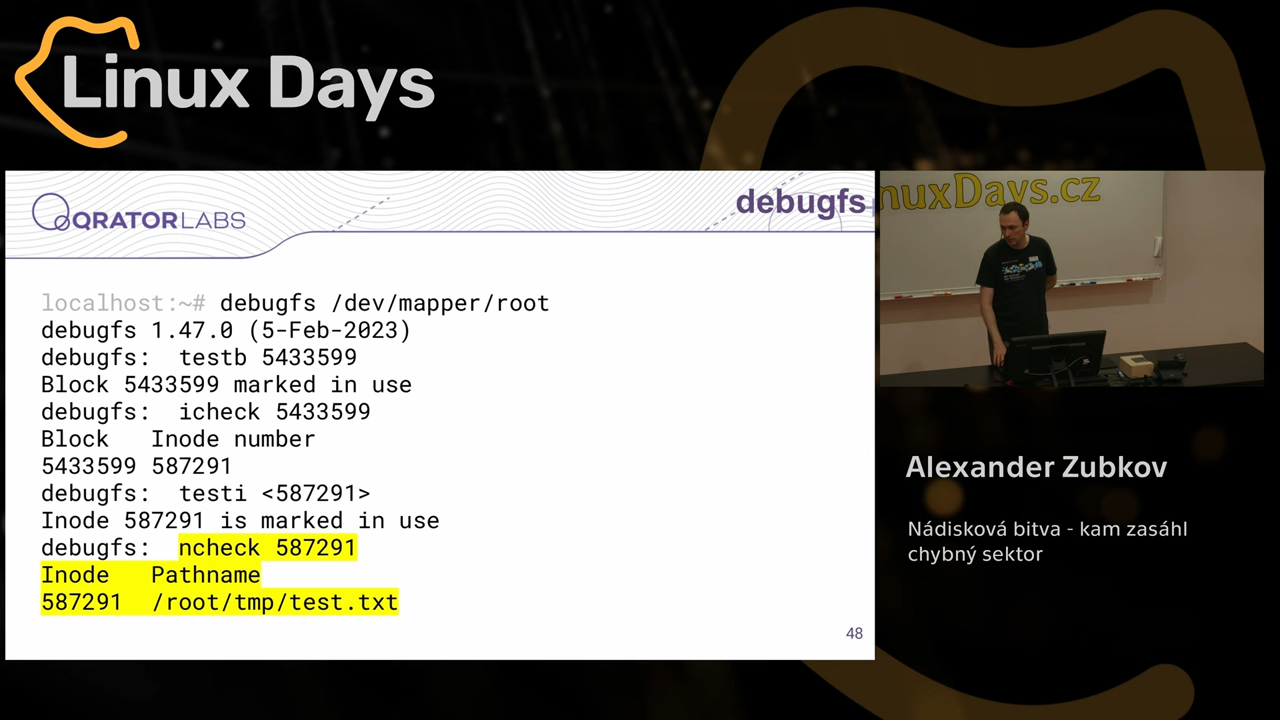 Linux Days
QRATORLABS
debugfs
localhost:~# debugfs /dev/mapper/root
debugfs 1.47.0 (5-Feb-2023)
debugfs:  testb 5433599
Block 5433599 marked in use
debugfs:  icheck 5433599
Block   Inode number
5433599 587291
debugfs:  testi <587291>
Inode 587291 is marked in use
debugfs:  ncheck 587291
Inode   Pathname
587291  /root/tmp/test.txt
48
nuxDays.cz
Alexander Zubkov
Nádisková bitva - kam zasáhl
chybný sektor